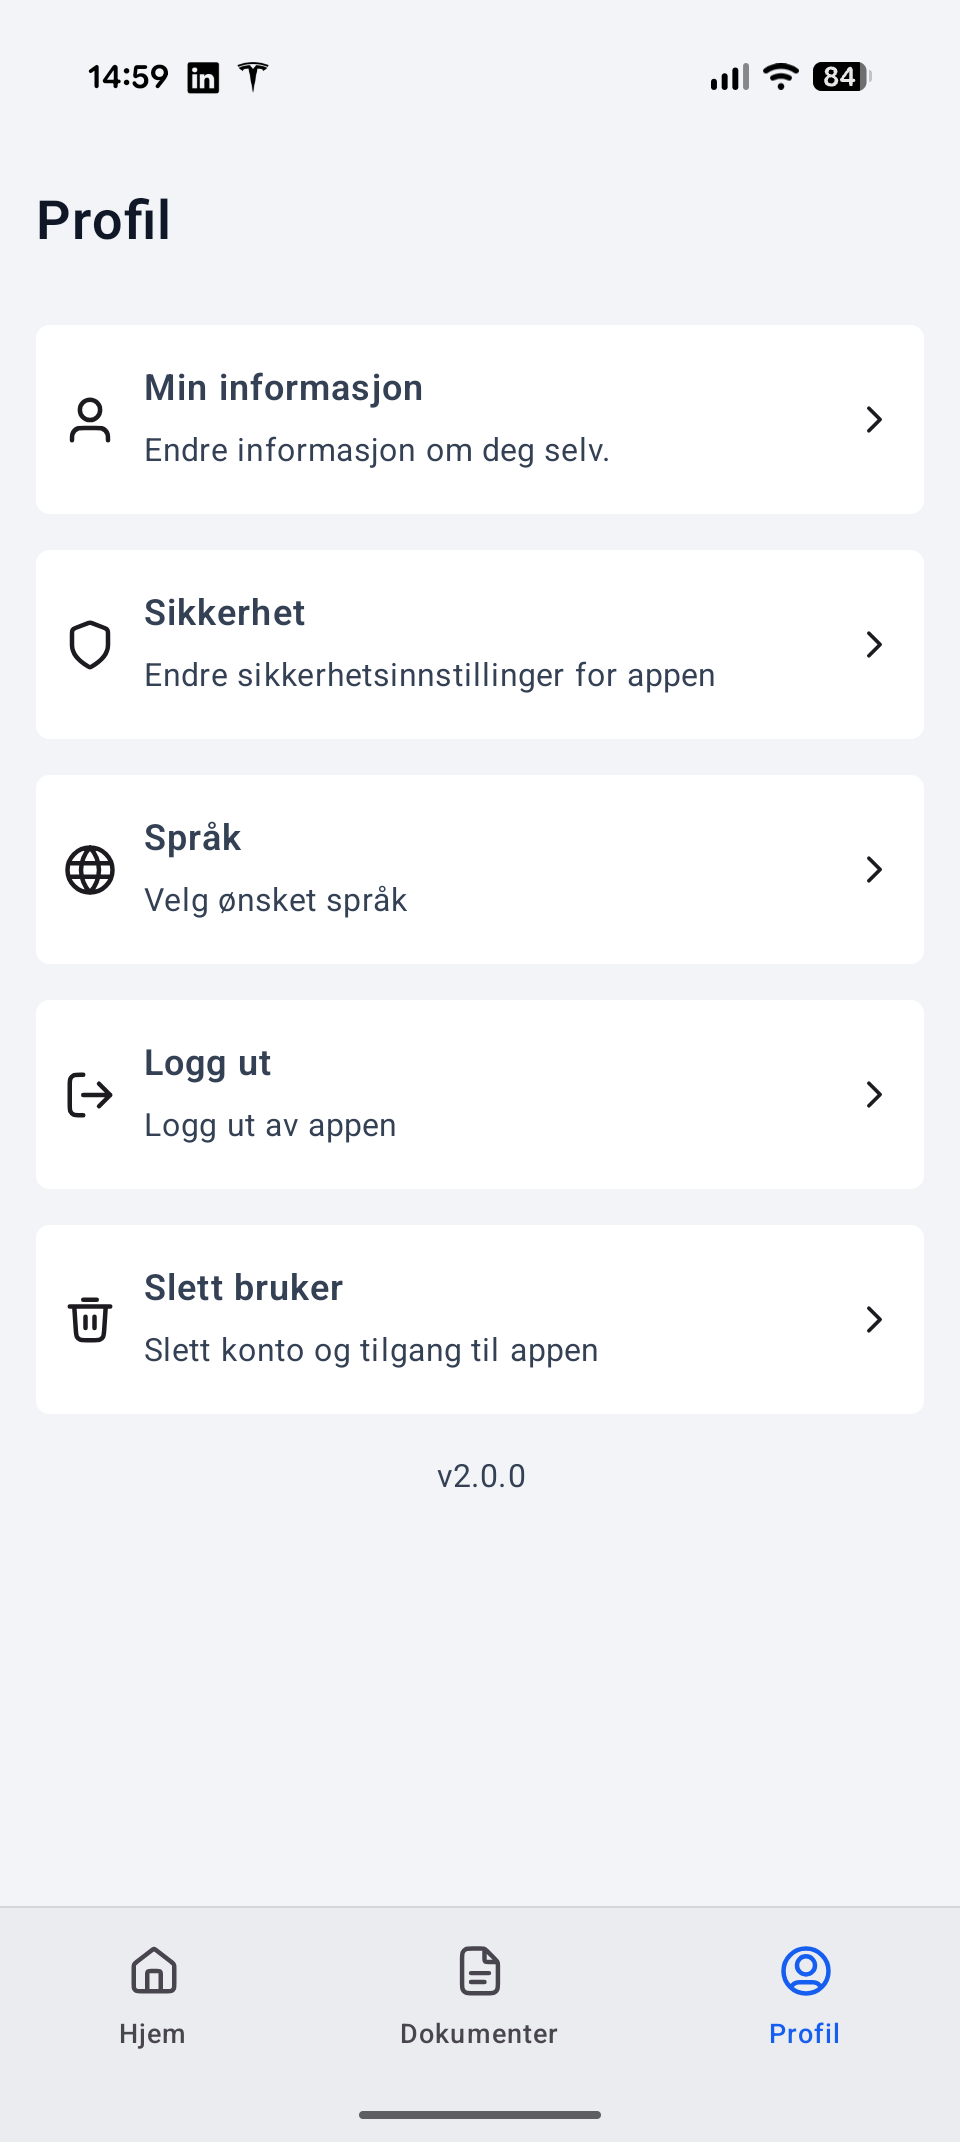 14:59
84
Profil
Min informasjon
Endre informasjon om deg selv.
Sikkerhet
Endre sikkerhetsinnstillinger for appen
Språk
Velg ønsket språk
Logg ut
Logg ut av appen
Slett bruker
Slett konto og tilgang til appen
v2.0.0
Hjem
Dokumenter
Profil